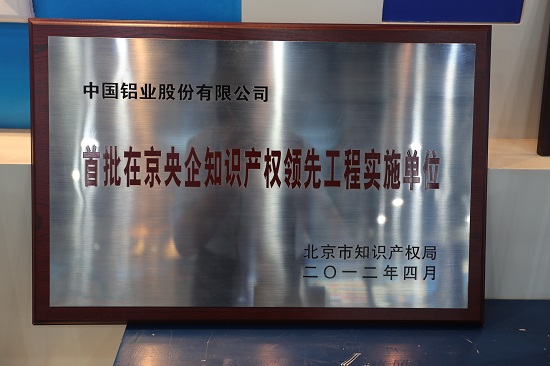 中国铝业股份有限公司
首批在京央企知识产权领先工程实施单位
北京市知识产权局
二〇一二年四月